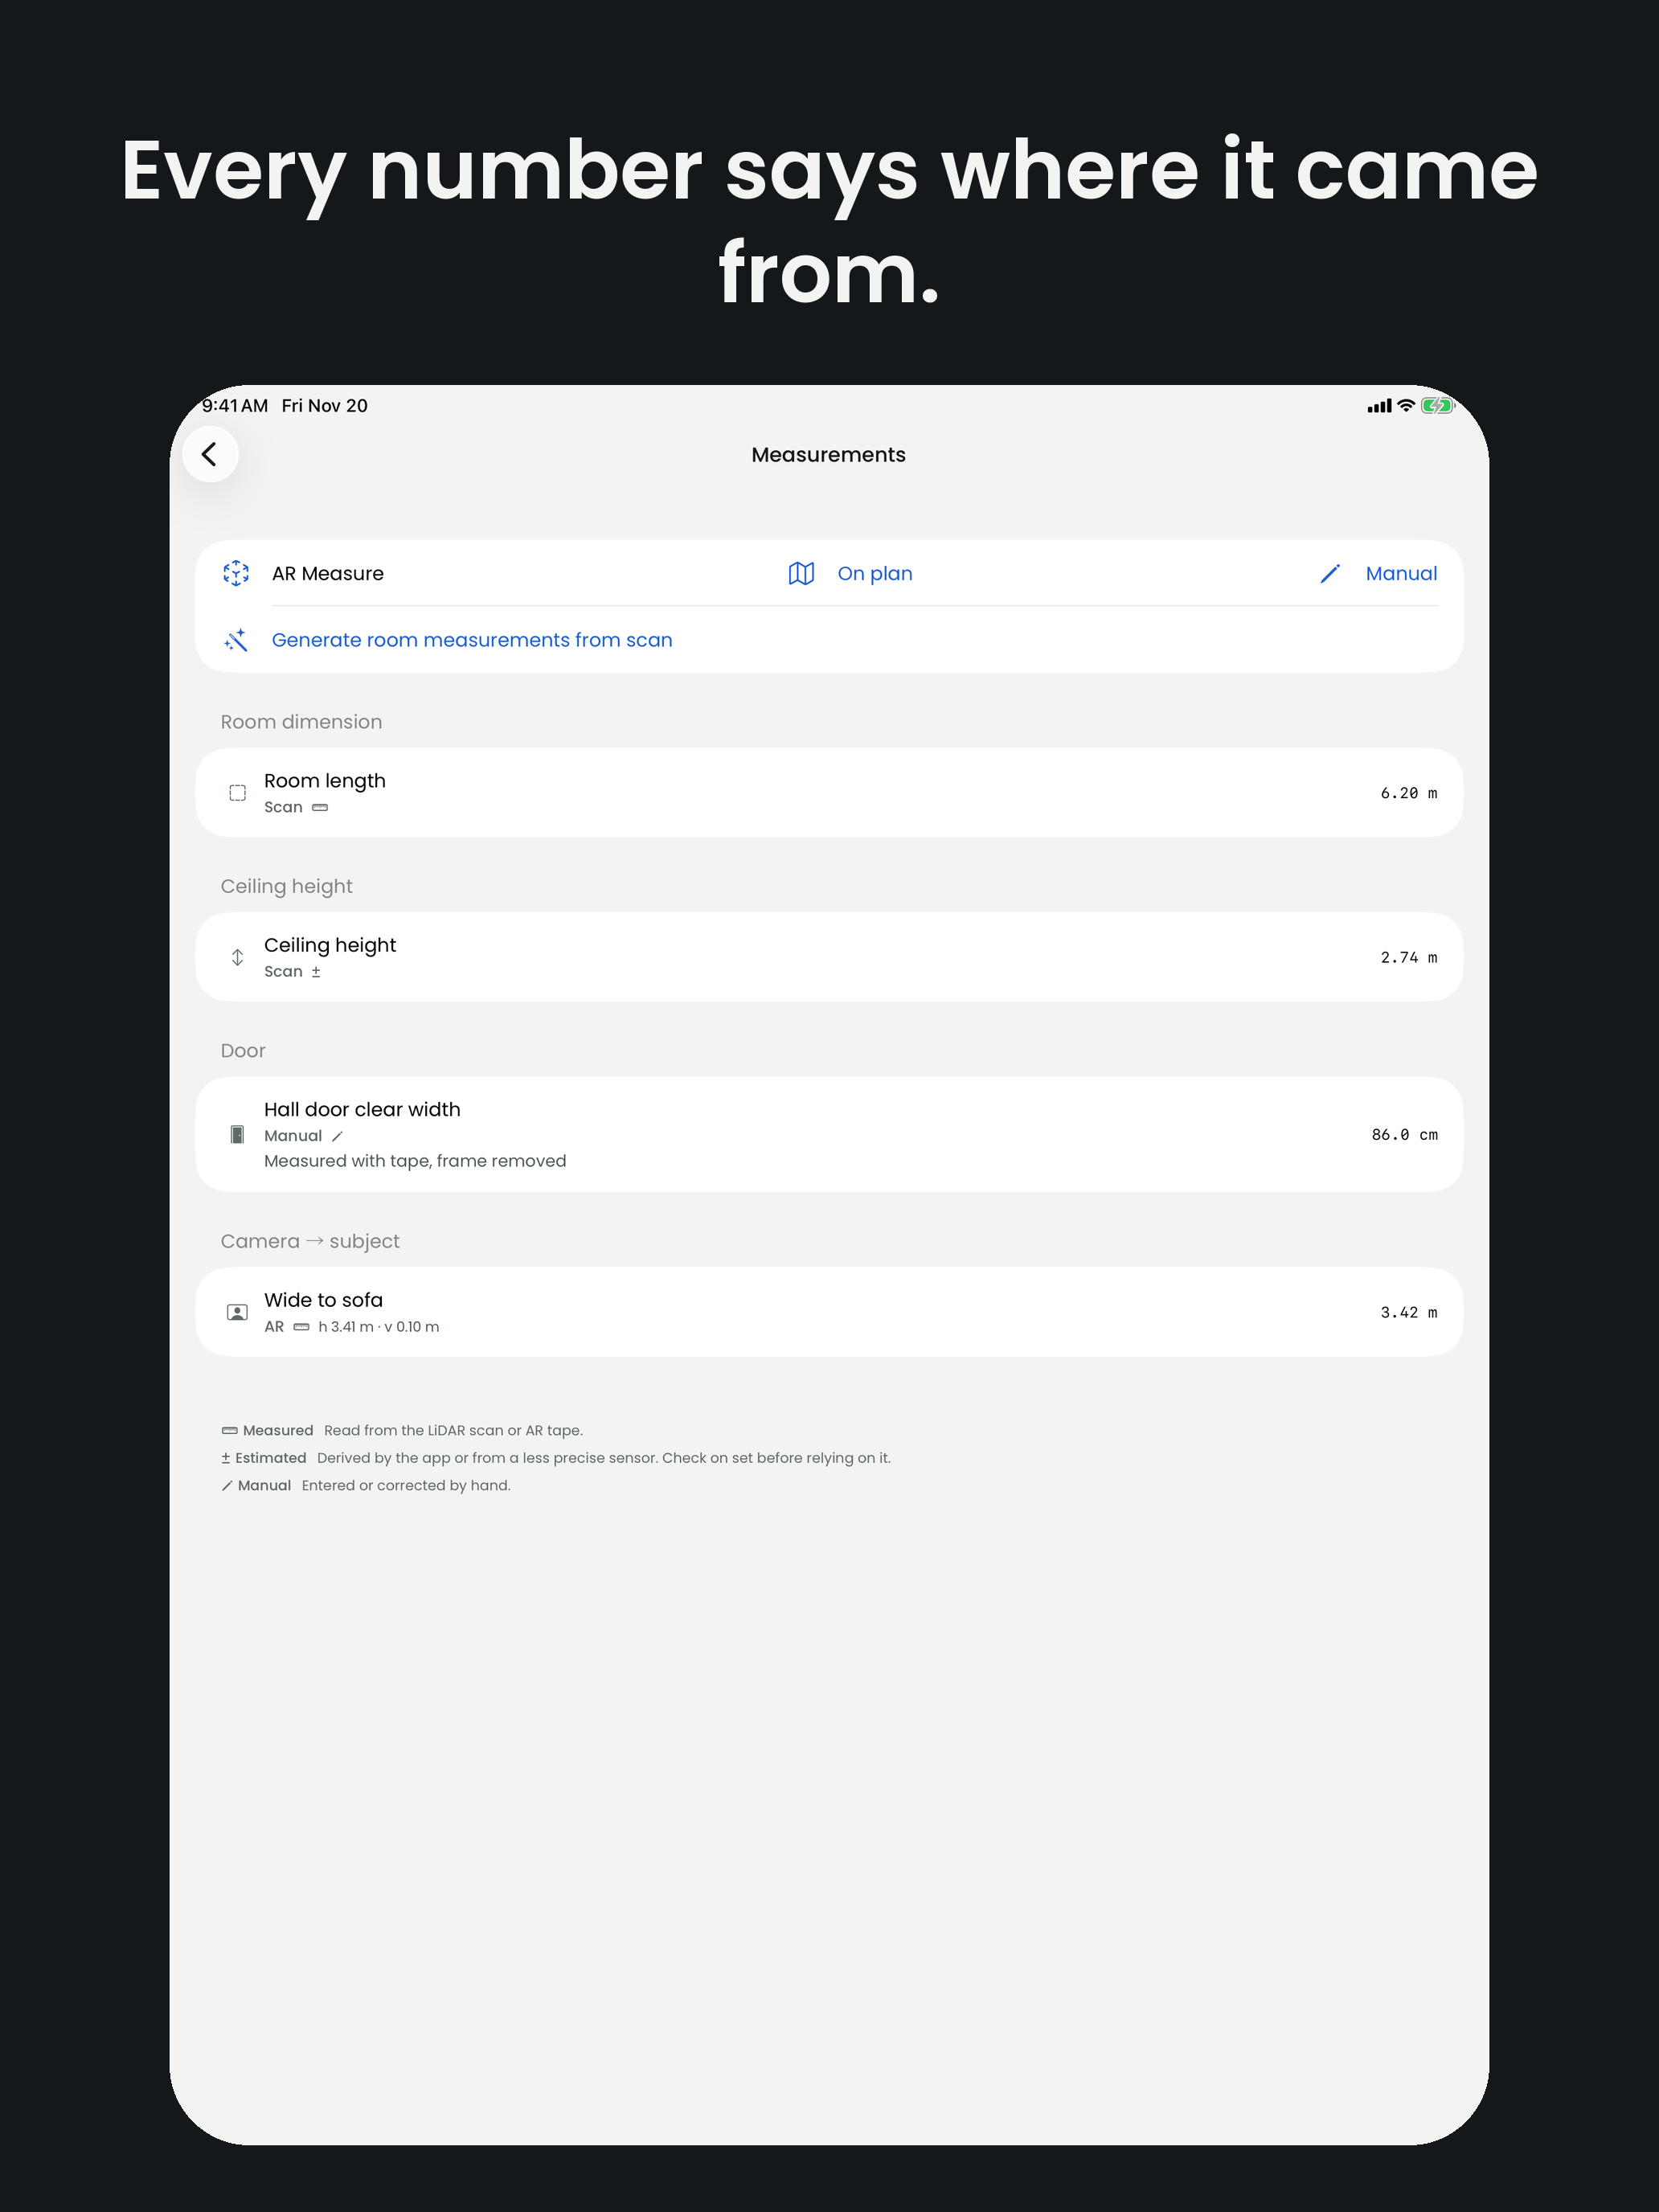 Every number says where it came
from.
9:41 AM Fri Nov 20
Measurements
AR Measure On plan Manual
Generate room measurements from scan
Room dimension
Room length
Scan
6.20 m
Ceiling height
Ceiling height
Scan ±
2.74 m
Door
Hall door clear width
Manual
Measured with tape, frame removed
86.0 cm
Camera → subject
Wide to sofa
AR h 3.41 m · v 0.10 m
3.42 m
Measured Read from the LiDAR scan or AR tape.
± Estimated Derived by the app or from a less precise sensor. Check on set before relying on it.
Manual Entered or corrected by hand.